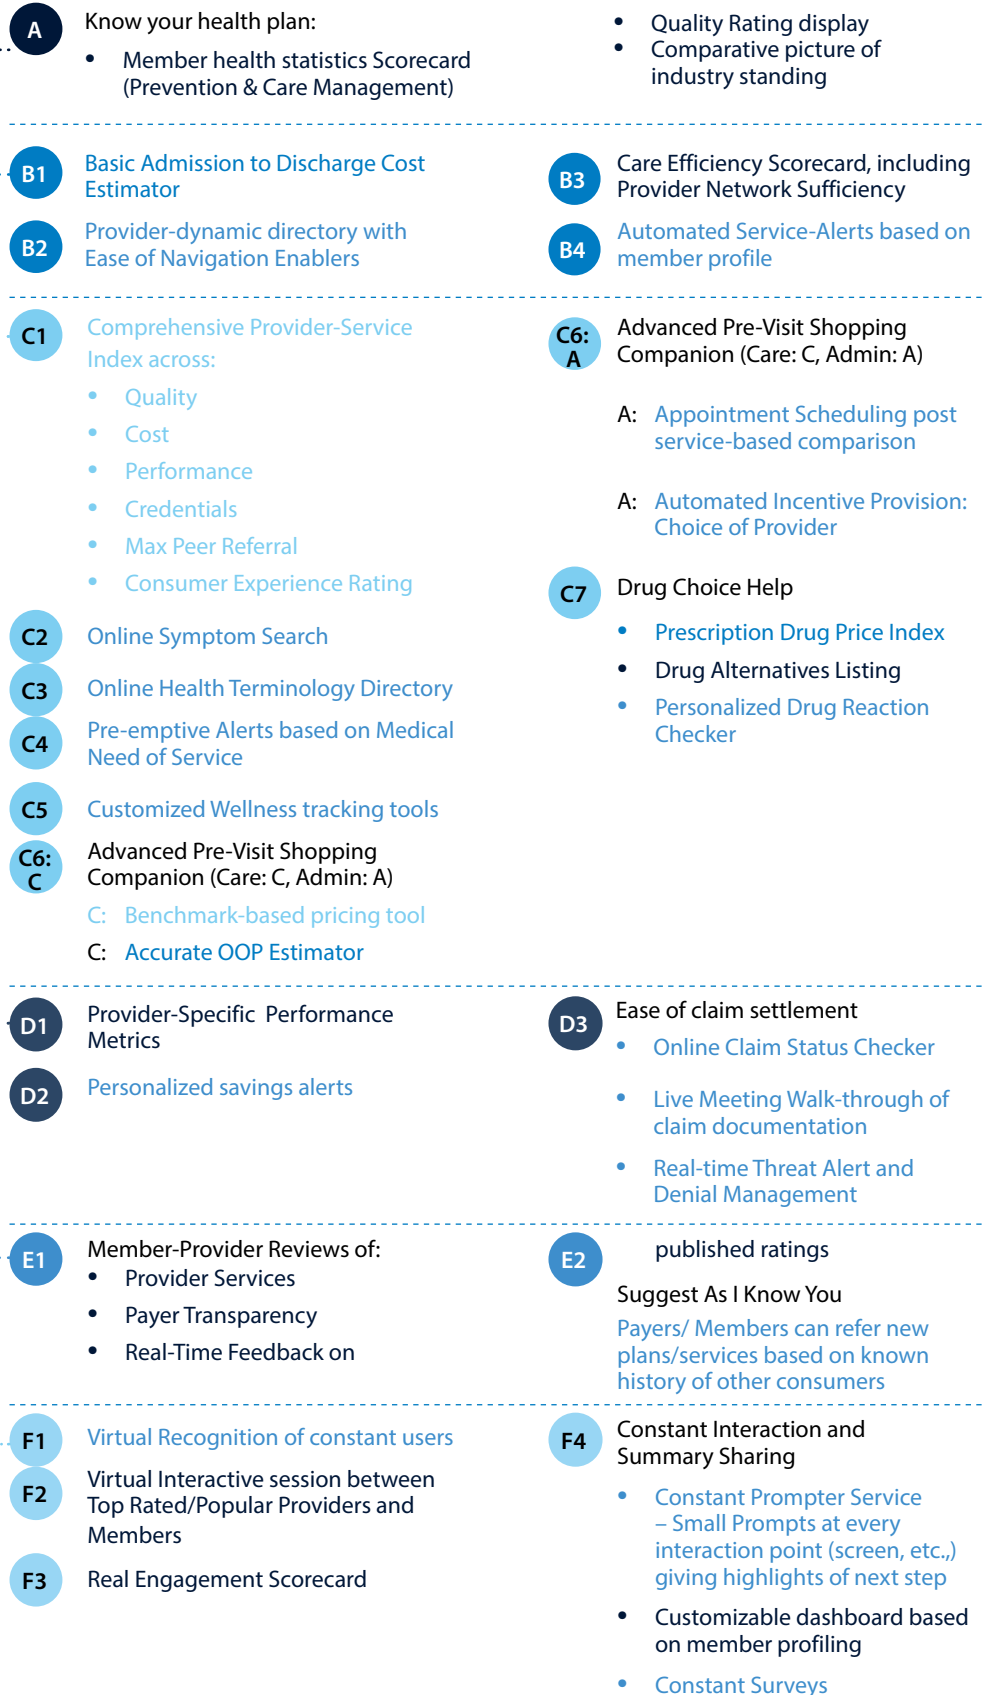 A
Know your health plan:
• Member health statistics Scorecard
(Prevention & Care Management)
• Quality Rating display
• Comparative picture of
industry standing
B1
Basic Admission to Discharge Cost
Estimator
B2
Provider-dynamic directory with
Ease of Navigation Enablers
B3
Care Efficiency Scorecard, including
Provider Network Sufficiency
B4
Automated Service-Alerts based on
member profile
C1
Comprehensive Provider-Service
Index across:
• Quality
• Cost
• Performance
• Credentials
• Max Peer Referral
• Consumer Experience Rating
C2
Online Symptom Search
C3
Online Health Terminology Directory
C4
Pre-emptive Alerts based on Medical
Need of Service
C5
Customized Wellness tracking tools
C6:
C
Advanced Pre-Visit Shopping
Companion (Care: C, Admin: A)
C: Benchmark-based pricing tool
C: Accurate OOP Estimator
C6:
A
Advanced Pre-Visit Shopping
Companion (Care: C, Admin: A)
A: Appointment Scheduling post
service-based comparison
A: Automated Incentive Provision:
Choice of Provider
C7
Drug Choice Help
• Prescription Drug Price Index
• Drug Alternatives Listing
• Personalized Drug Reaction
Checker
D1
Provider-Specific Performance
Metrics
D2
Personalized savings alerts
D3
Ease of claim settlement
• Online Claim Status Checker
• Live Meeting Walk-through of
claim documentation
• Real-time Threat Alert and
Denial Management
E1
Member-Provider Reviews of:
• Provider Services
• Payer Transparency
• Real-Time Feedback on
E2
published ratings
Suggest As I Know You
Payers/ Members can refer new
plans/services based on known
history of other consumers
F1
Virtual Recognition of constant users
F2
Virtual Interactive session between
Top Rated/Popular Providers and
Members
F3
Real Engagement Scorecard
F4
Constant Interaction and
Summary Sharing
• Constant Prompter Service
– Small Prompts at every
interaction point (screen, etc.,)
giving highlights of next step
• Customizable dashboard based
on member profiling
• Constant Surveys